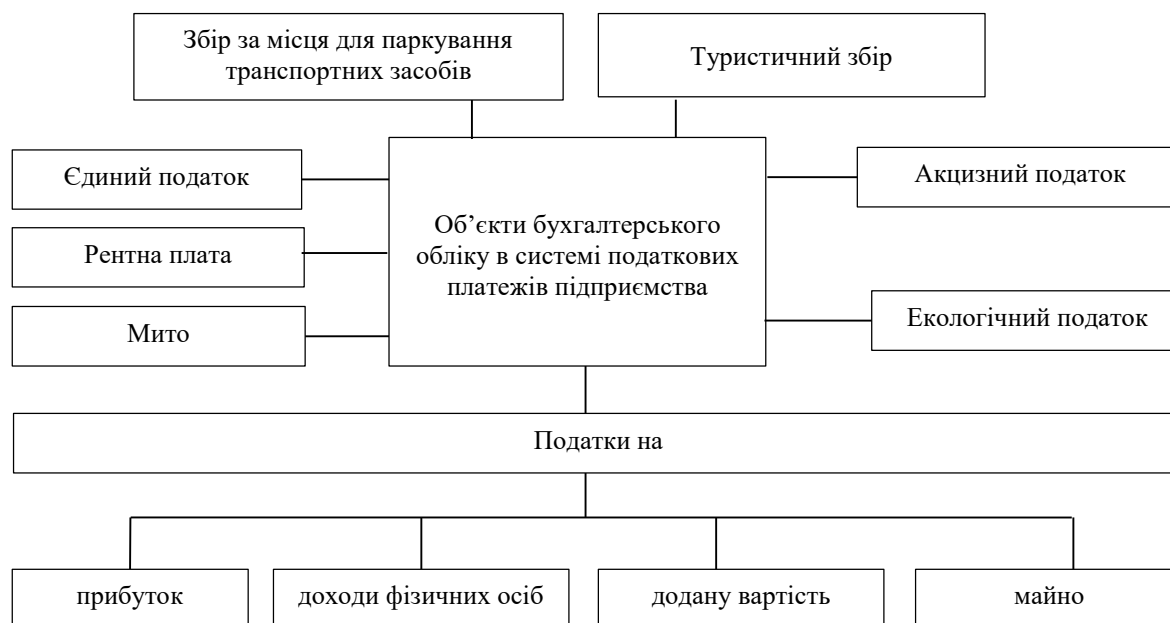 Збір за місця для паркування
транспортних засобів
Туристичний збір
Єдиний податок
Рентна плата
Мито
Об’єкти бухгалтерського
обліку в системі податкових
платежів підприємства
Акцизний податок
Екологічний податок
Податки на
прибуток
доходи фізичних осіб
додану вартість
майно